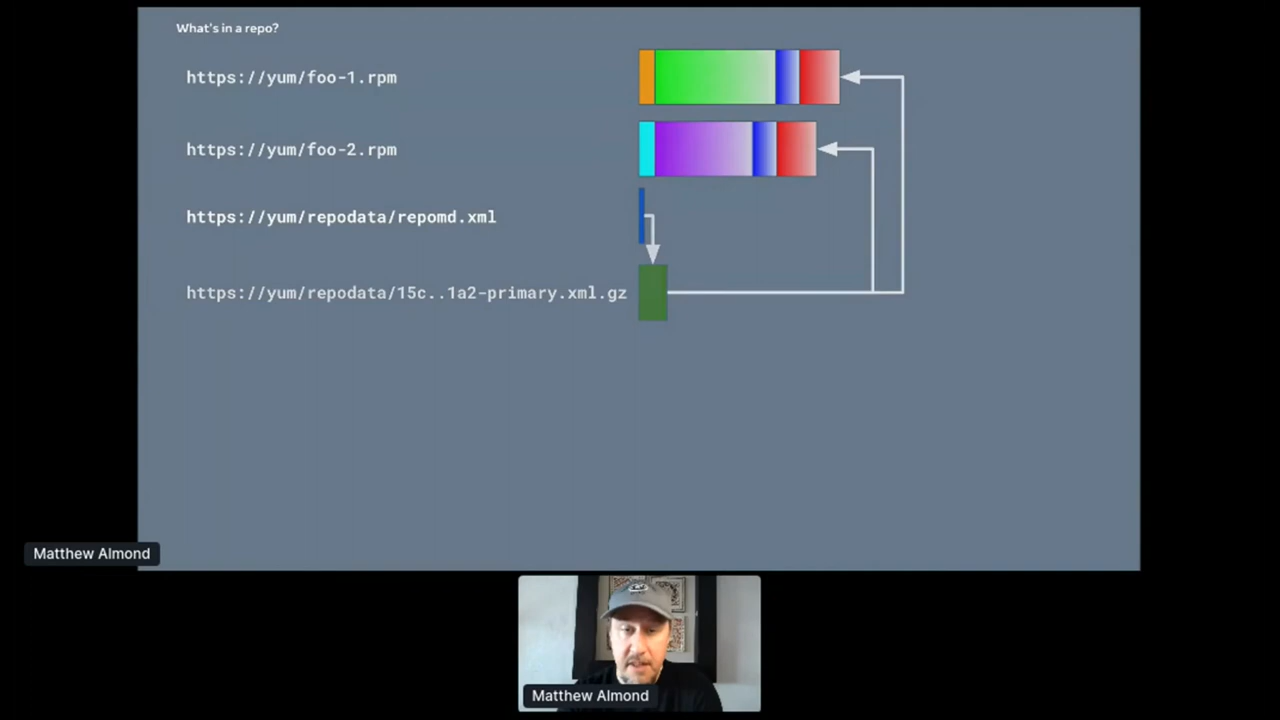 What's in a repo?
https://yum/foo-1.rpm
https://yum/foo-2.rpm
https://yum/repodata/repomd.xml
https://yum/repodata/15c..1a2-primary.xml.gz
Matthew Almond
Matthew Almond